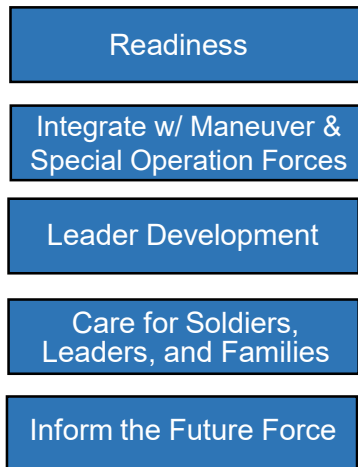 Readiness
Integrate w/ Maneuver &
Special Operation Forces
Leader Development
Care for Soldiers,
Leaders, and Families
Inform the Future Force